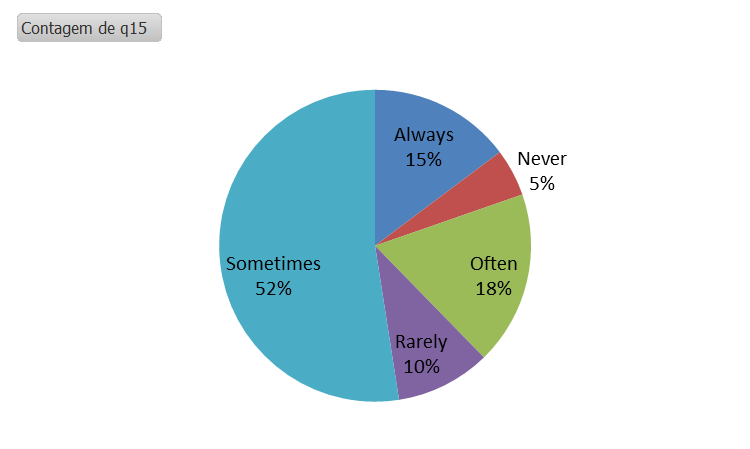 Contagem de q15
Always
15%
Never
5%
Often
18%
Rarely
10%
Sometimes
52%